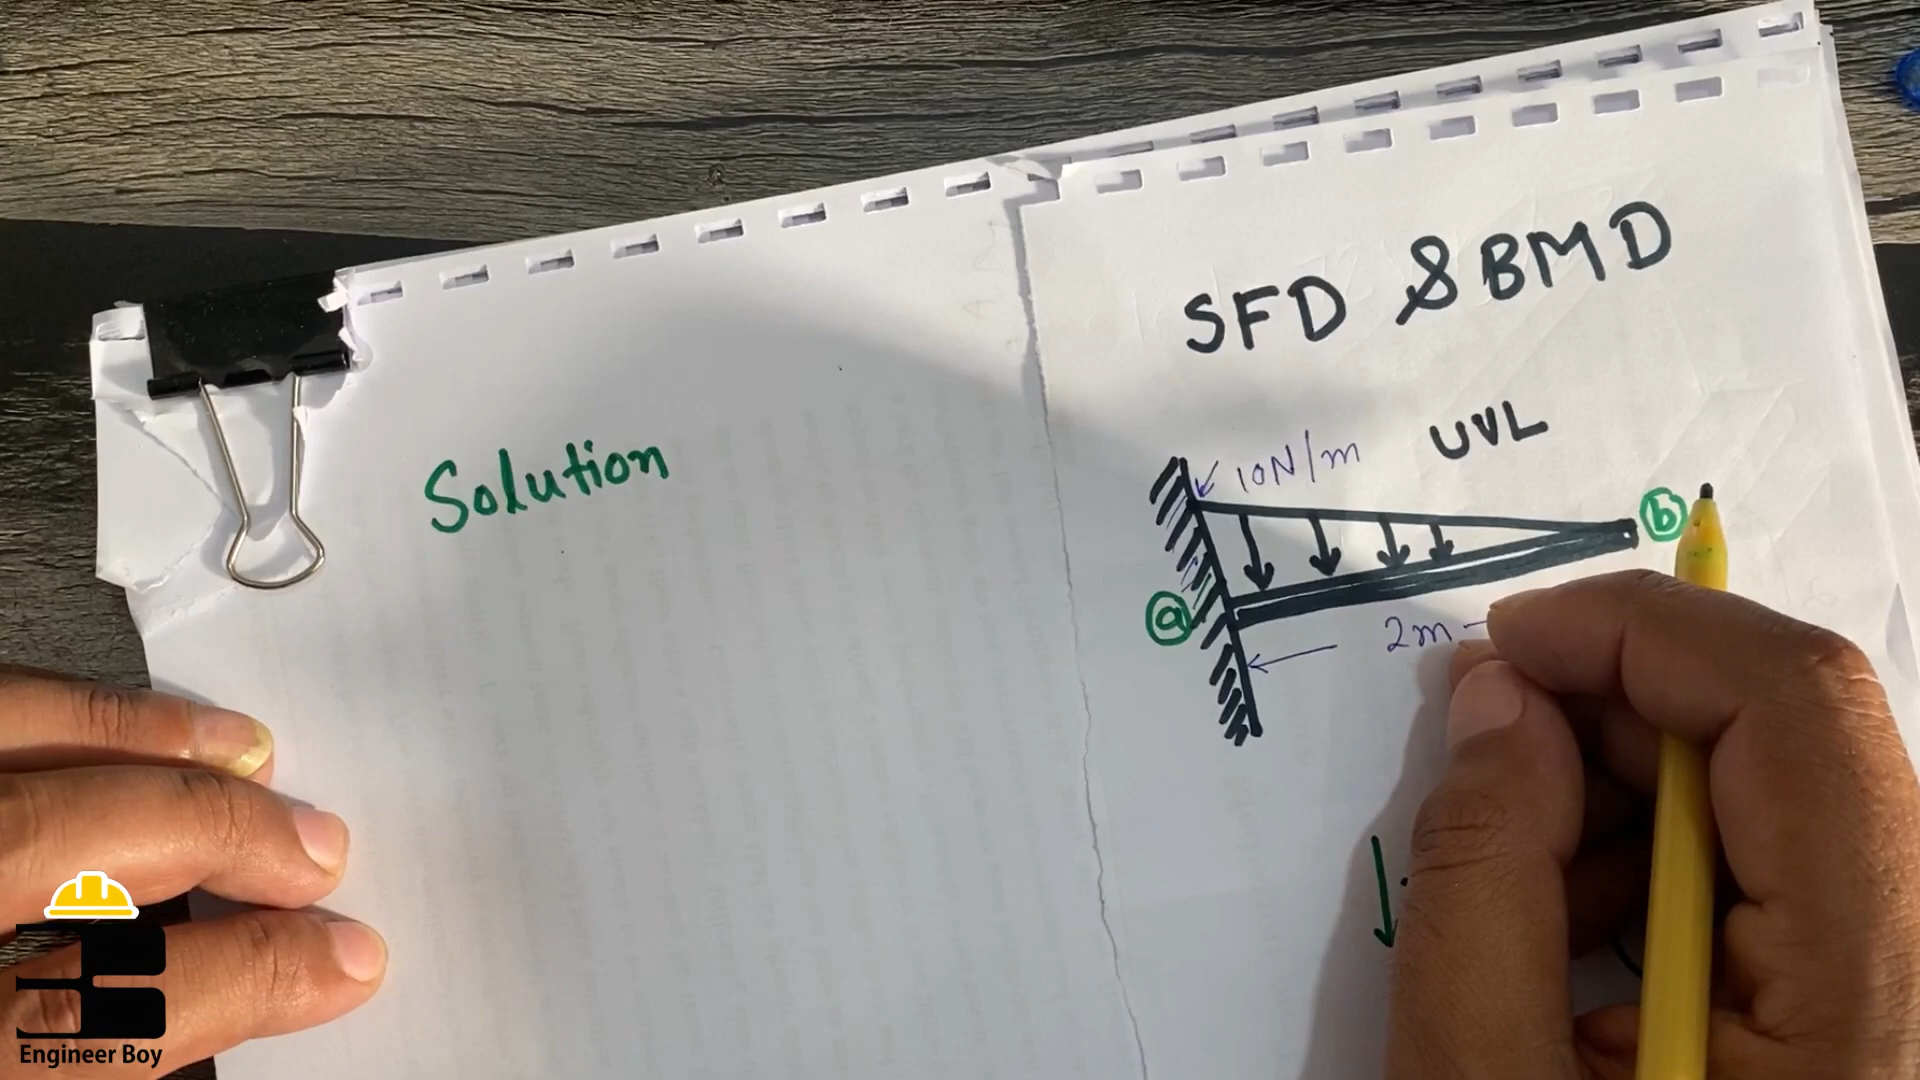 SFD & BMD
UVL
10N/m
Solution
b
a
2m
Engineer Boy